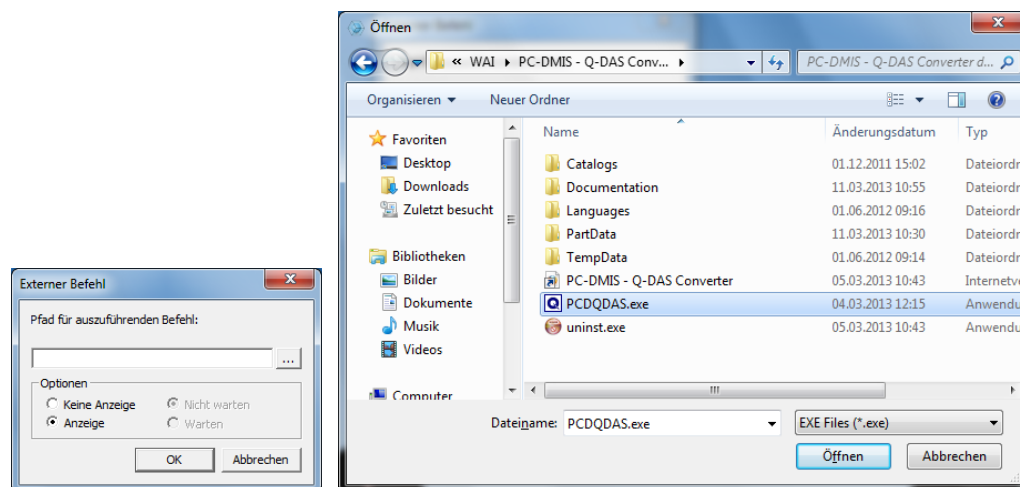 Externer Befehl
Pfad für auszuführenden Befehl:
...
Optionen
Keine Anzeige
Nicht warten
Anzeige
Warten
OK
Abbrechen
Öffnen
« WAI PC-DMIS - Q-DAS Conv...
PC-DMIS - Q-DAS Converter d...
Organisieren
Neuer Ordner
Favoriten
Desktop
Downloads
Zuletzt besucht
Bibliotheken
Bilder
Dokumente
Musik
Videos
Computer
Name Änderungsdatum Typ
Catalogs 01.12.2011 15:02 Dateiordr
Documentation 11.03.2013 10:55 Dateiordr
Languages 01.06.2012 09:16 Dateiordr
PartData 11.03.2013 10:30 Dateiordr
TempData 01.06.2012 09:14 Dateiordr
PC-DMIS - Q-DAS Converter 05.03.2013 10:43 Internetve
PCDQDAS.exe 04.03.2013 12:15 Anwendu
uninst.exe 05.03.2013 10:43 Anwendu
Dateiname: PCDQDAS.exe
EXE Files (*.exe)
Öffnen
Abbrechen